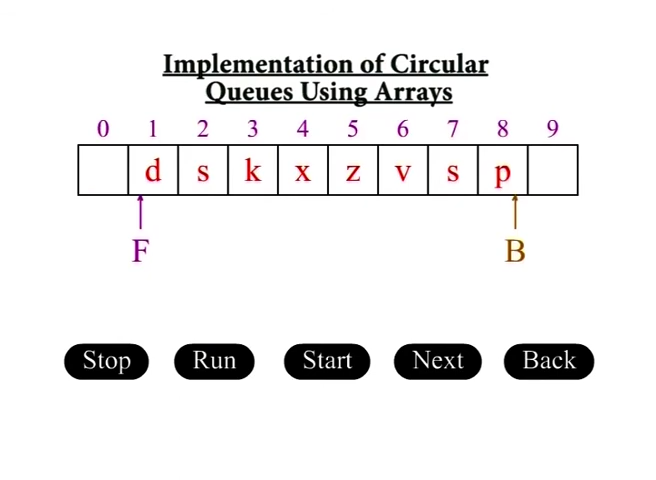 Implementation of Circular
Queues Using Arrays
0 1 2 3 4 5 6 7 8 9
d s k x z v s p
F B
Stop Run Start Next Back